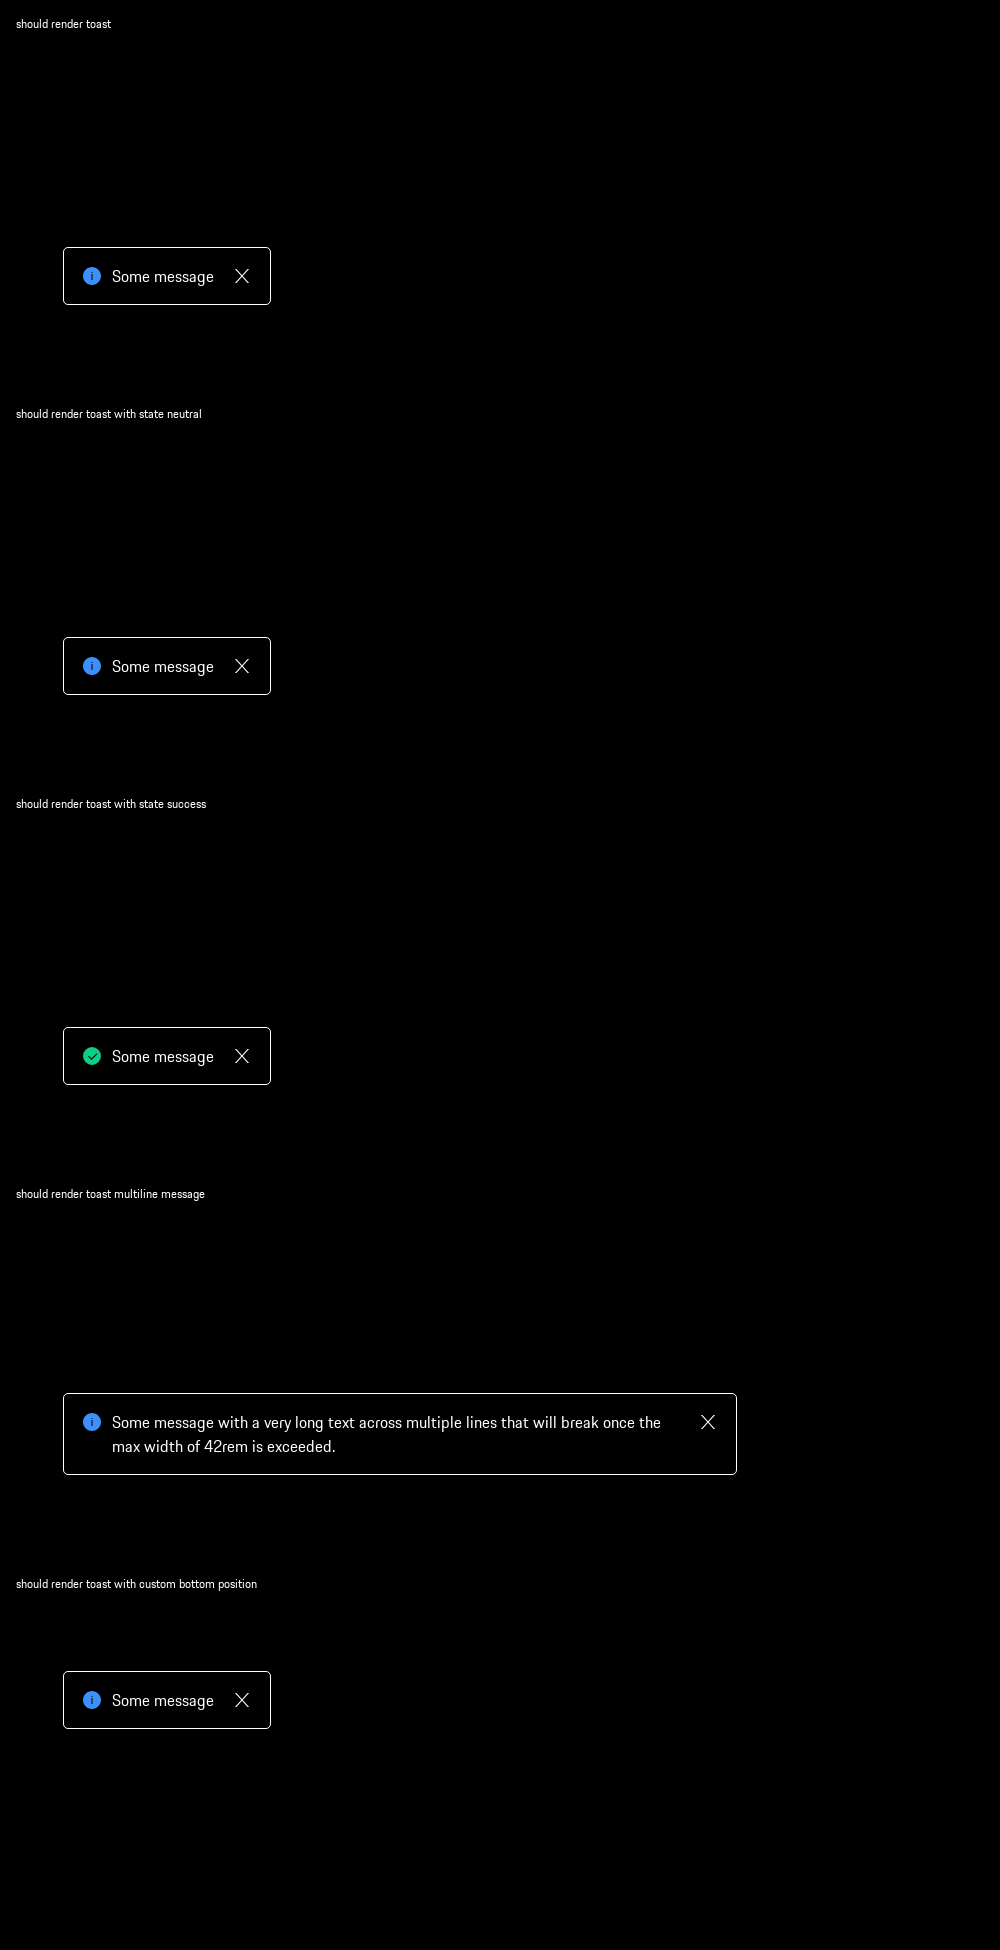 should render toast
Some message
should render toast with state neutral
Some message
should render toast with state success
Some message
should render toast multiline message
Some message with a very long text across multiple lines that will break once the
max width of 42rem is exceeded.
should render toast with custom bottom position
Some message